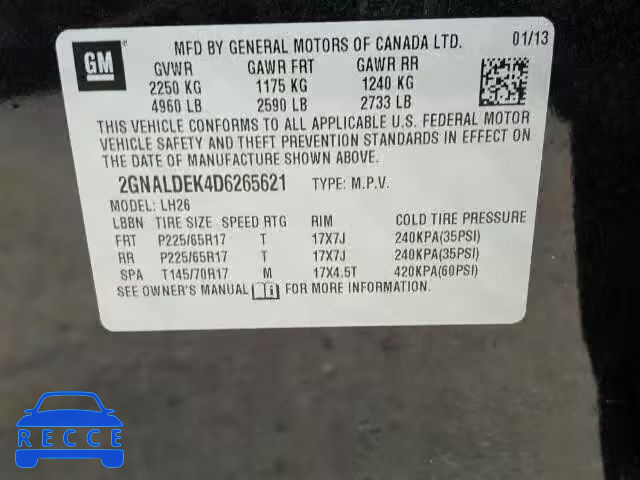 GM
MFD BY GENERAL MOTORS OF CANADA LTD. 01/13
GVWR GAWR FRT GAWR RR
2250 KG 1175 KG 1240 KG
4960 LB 2590 LB 2733 LB
THIS VEHICLE CONFORMS TO ALL APPLICABLE U.S. FEDERAL MOTOR
VEHICLE SAFETY AND THEFT PREVENTION STANDARDS IN EFFECT ON
THE DATE OF MANUFACTURE SHOWN ABOVE.
2GNALDEK4D6265621 TYPE: M.P.V.
MODEL: LH26
LBBN TIRE SIZE SPEED RTG RIM COLD TIRE PRESSURE
FRT P225/65R17 T 17X7J 240KPA(35PSI)
RR P225/65R17 T 17X7J 240KPA(35PSI)
SPA T145/70R17 M 17X4.5T 420KPA(60PSI)
SEE OWNER'S MANUAL FOR MORE INFORMATION.
RECCE